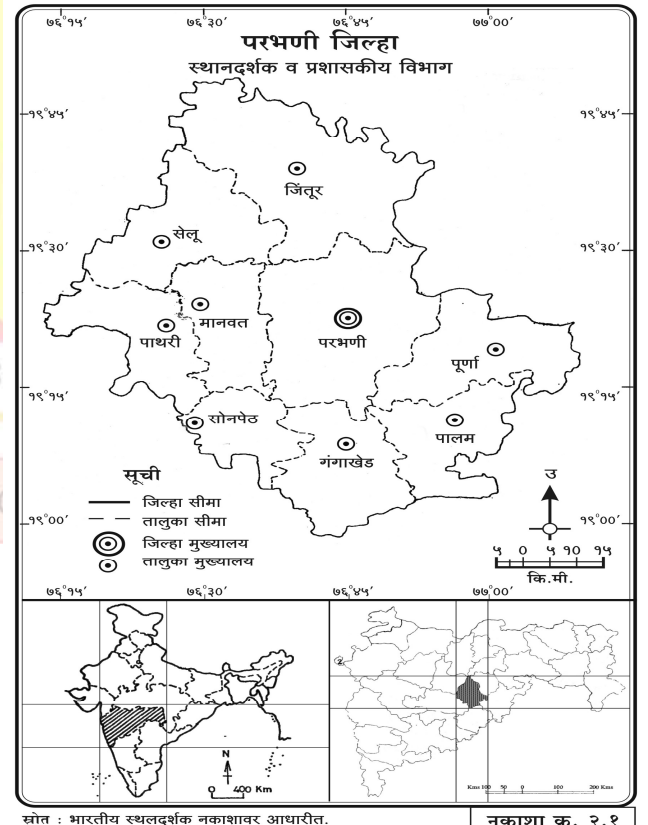 ७६°१५' ७६°३०' ७६°४५' ७७°००'
परभणी जिल्हा
स्थानदर्शक व प्रशासकीय विभाग
१९°४५' १९°४५'
जिंतूर
सेलू
१९°३०' १९°३०'
मानवत
पाथरी
परभणी
पूर्णा
१९°१५' १९°१५'
सोनपेठ
पालम
गंगाखेड
सूची
जिल्हा सीमा
तालुका सीमा
जिल्हा मुख्यालय
तालुका मुख्यालय
उ
१९°००' १९°००'
५ ० ५ १० १५
कि.मी.
७६°१५' ७६°३०' ७६°४५' ७७°००'
N
0 400 Km
Kms 100 50 0 100 200 Kms
स्रोत : भारतीय स्थलदर्शक नकाशावर आधारीत.
नकाशा क्र. २.१